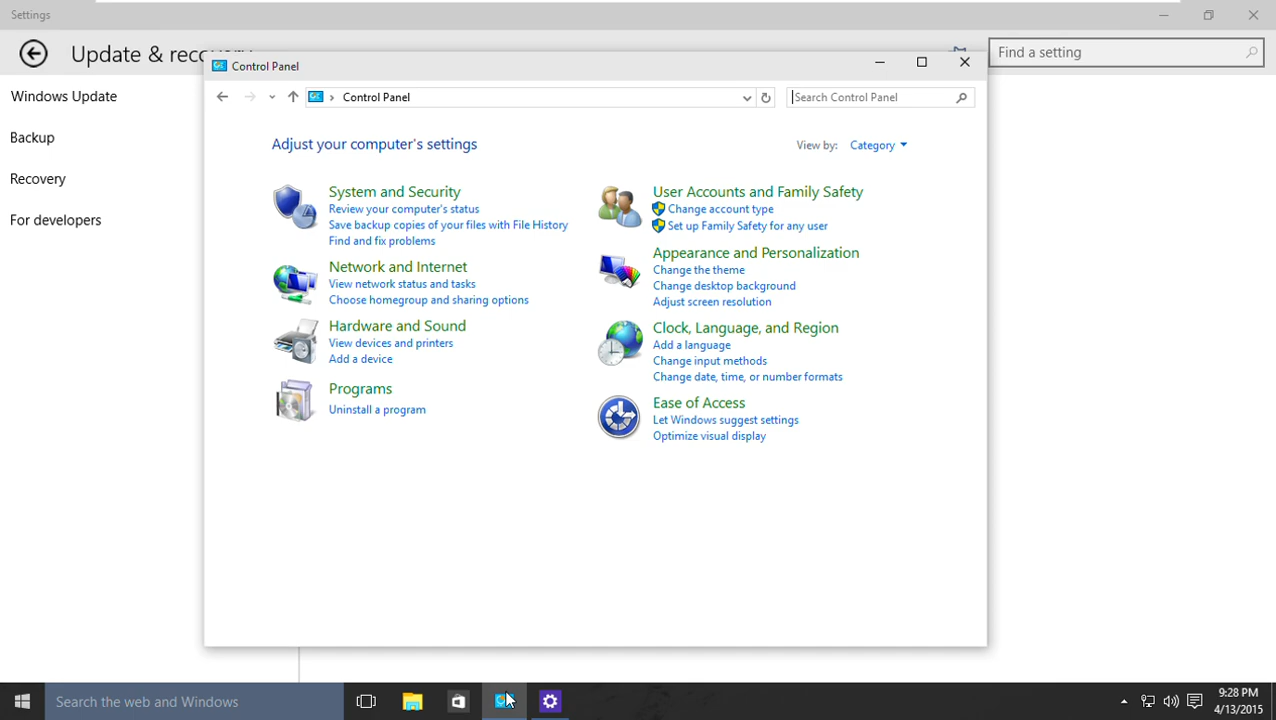 Settings
Update & recovery
Find a setting
Windows Update
Backup
Recovery
For developers
Control Panel
Control Panel
Search Control Panel
Adjust your computer's settings
View by: Category
System and Security
Review your computer's status
Save backup copies of your files with File History
Find and fix problems
Network and Internet
View network status and tasks
Choose homegroup and sharing options
Hardware and Sound
View devices and printers
Add a device
Programs
Uninstall a program
User Accounts and Family Safety
Change account type
Set up Family Safety for any user
Appearance and Personalization
Change the theme
Change desktop background
Adjust screen resolution
Clock, Language, and Region
Add a language
Change input methods
Change date, time, or number formats
Ease of Access
Let Windows suggest settings
Optimize visual display
Search the web and Windows
9:28 PM
4/13/2015